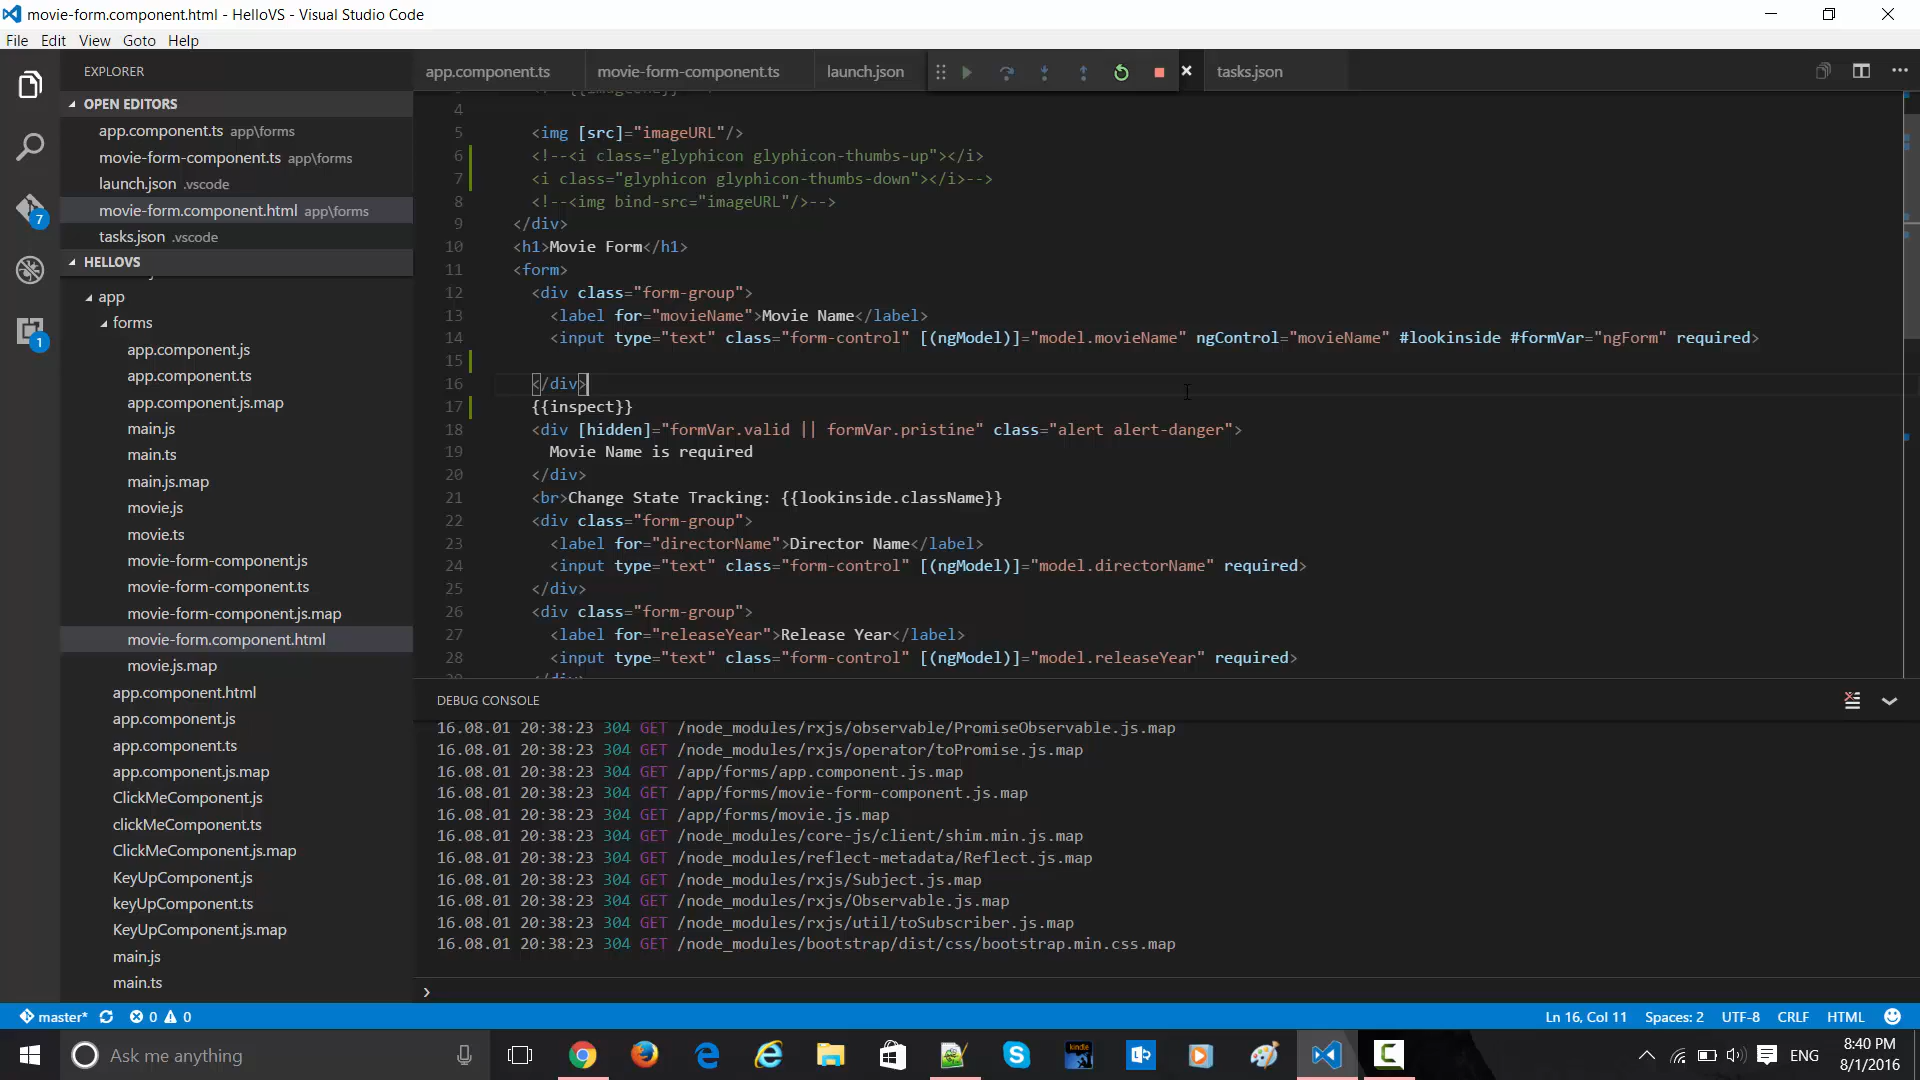 movie-form.component.html - HelloVS - Visual Studio Code
File Edit View Goto Help
EXPLORER
OPEN EDITORS
app.component.ts app\forms
movie-form-component.ts app\forms
launch.json .vscode
movie-form.component.html app\forms
tasks.json .vscode
HELLOVS
app
forms
app.component.js
app.component.ts
app.component.js.map
main.js
main.ts
main.js.map
movie.js
movie.ts
movie-form-component.js
movie-form-component.ts
movie-form-component.js.map
movie-form.component.html
movie.js.map
app.component.html
app.component.js
app.component.ts
app.component.js.map
ClickMeComponent.js
clickMeComponent.ts
ClickMeComponent.js.map
KeyUpComponent.js
keyUpComponent.ts
KeyUpComponent.js.map
main.js
main.ts
7
1
app.component.ts movie-form-component.ts launch.json tasks.json
4
5 <img [src]="imageURL"/>
6 <!--<i class="glyphicon glyphicon-thumbs-up"></i>
7 <i class="glyphicon glyphicon-thumbs-down"></i>-->
8 <!--<img bind-src="imageURL"/>-->
9 </div>
10 <h1>Movie Form</h1>
11 <form>
12 <div class="form-group">
13 <label for="movieName">Movie Name</label>
14 <input type="text" class="form-control" [(ngModel)]="model.movieName" ngControl="movieName" #lookinside #formVar="ngForm" required>
15
16 </div>
17 {{inspect}}
18 <div [hidden]="formVar.valid || formVar.pristine" class="alert alert-danger">
19 Movie Name is required
20 </div>
21 <br>Change State Tracking: {{lookinside.className}}
22 <div class="form-group">
23 <label for="directorName">Director Name</label>
24 <input type="text" class="form-control" [(ngModel)]="model.directorName" required>
25 </div>
26 <div class="form-group">
27 <label for="releaseYear">Release Year</label>
28 <input type="text" class="form-control" [(ngModel)]="model.releaseYear" required>
DEBUG CONSOLE
16.08.01 20:38:23 304 GET /node_modules/rxjs/observable/PromiseObservable.js.map
16.08.01 20:38:23 304 GET /node_modules/rxjs/operator/toPromise.js.map
16.08.01 20:38:23 304 GET /app/forms/app.component.js.map
16.08.01 20:38:23 304 GET /app/forms/movie-form-component.js.map
16.08.01 20:38:23 304 GET /app/forms/movie.js.map
16.08.01 20:38:23 304 GET /node_modules/core-js/client/shim.min.js.map
16.08.01 20:38:23 304 GET /node_modules/reflect-metadata/Reflect.js.map
16.08.01 20:38:23 304 GET /node_modules/rxjs/Subject.js.map
16.08.01 20:38:23 304 GET /node_modules/rxjs/Observable.js.map
16.08.01 20:38:23 304 GET /node_modules/rxjs/util/toSubscriber.js.map
16.08.01 20:38:23 304 GET /node_modules/bootstrap/dist/css/bootstrap.min.css.map
master* 0 0 Ln 16, Col 11 Spaces: 2 UTF-8 CRLF HTML
Ask me anything
kindle
ENG
8:40 PM
8/1/2016